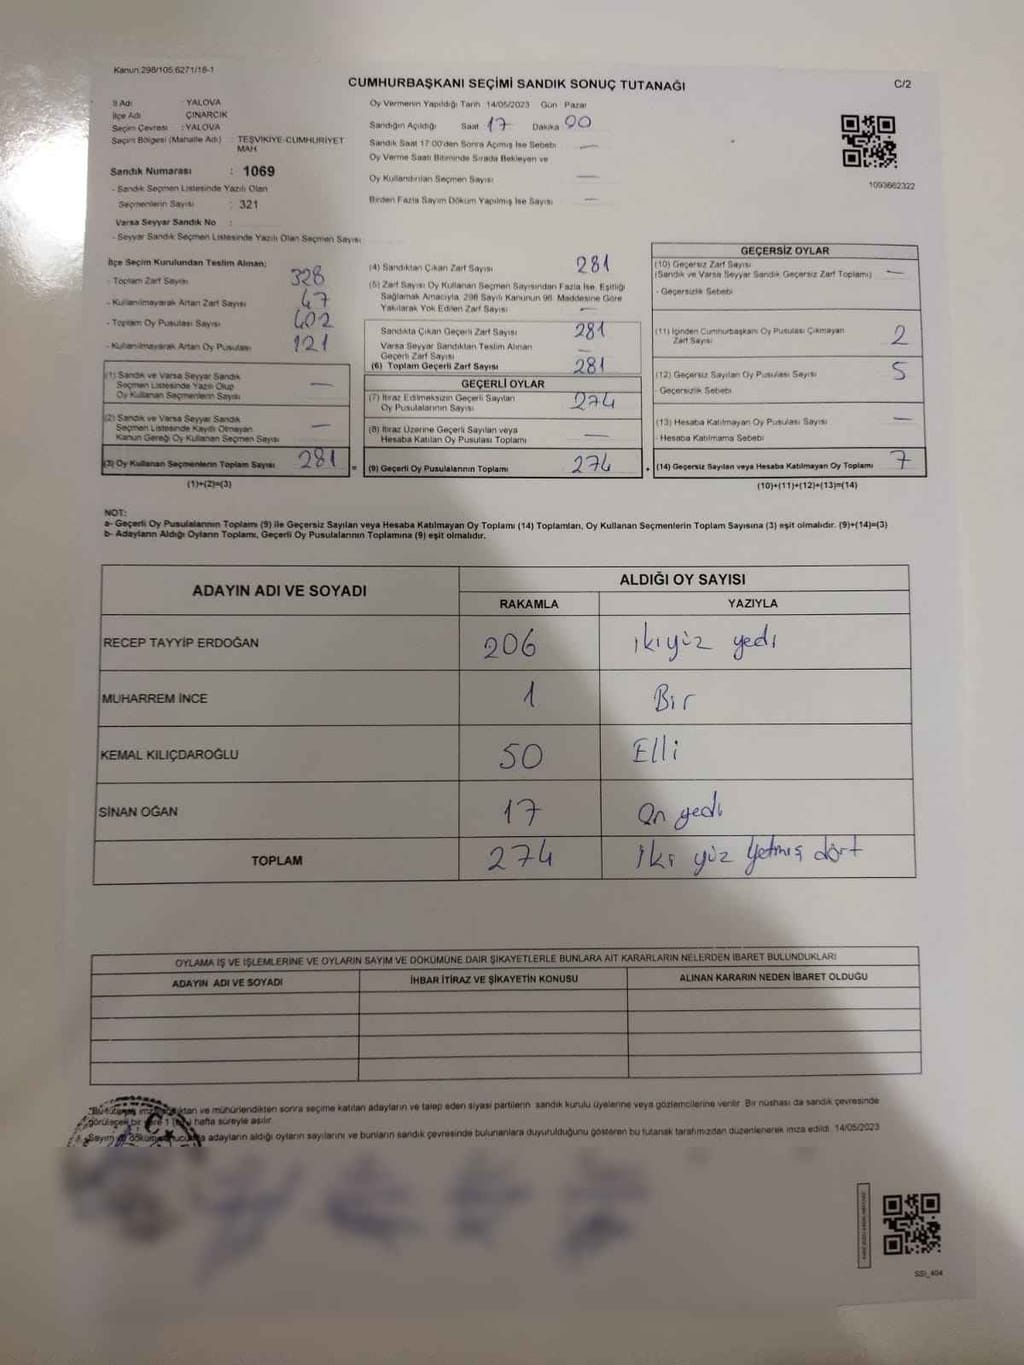 Kanun:298/105,6271/18-1
CUMHURBAŞKANI SEÇİMİ SANDIK SONUÇ TUTANAĞI
C/2
İl Adı : YALOVA
İlçe Adı : ÇINARCIK
Seçim Çevresi : YALOVA
Seçim Bölgesi (Mahalle Adı) : TEŞVİKİYE-CUMHURİYET MAH
Sandık Numarası : 1069
- Sandık Seçmen Listesinde Yazılı Olan
Seçmenlerin Sayısı : 321
Varsa Seyyar Sandık No :
- Seyyar Sandık Seçmen Listesinde Yazılı Olan Seçmen Sayısı
Oy Vermenin Yapıldığı Tarih 14/05/2023 Gün Pazar
Sandığın Açıldığı Saat 17 Dakika 00
Sandık Saat 17:00'den Sonra Açımış İse Sebebi —
Oy Verme Saati Bitiminde Sırada Bekleyen ve
Oy Kullandırılan Seçmen Sayısı —
Birden Fazla Sayım Döküm Yapılmış İse Sayısı —
1093662322
İlçe Seçim Kurulundan Teslim Alınan;
- Toplam Zarf Sayısı 328
- Kullanılmayarak Artan Zarf Sayısı 47
- Toplam Oy Pusulası Sayısı 402
- Kullanılmayarak Artan Oy Pusulası 121
(1) Sandık ve Varsa Seyyar Sandık
Seçmen Listesinde Yazılı Olup
Oy Kullanan Seçmenlerin Sayısı —
(2) Sandık ve Varsa Seyyar Sandık
Seçmen Listesinde Kayıtlı Olmayan
Kanun Gereği Oy Kullanan Seçmen Sayısı —
(3) Oy Kullanan Seçmenlerin Toplam Sayısı 281
(1)+(2)=(3)
(4) Sandıktan Çıkan Zarf Sayısı 281
(5) Zarf Sayısı Oy Kullanan Seçmen Sayısından Fazla İse, Eşitliği
Sağlamak Amacıyla, 298 Sayılı Kanunun 98. Maddesine Göre
Yakılarak Yok Edilen Zarf Sayısı —
Sandıkta Çıkan Geçerli Zarf Sayısı 281
Varsa Seyyar Sandıktan Teslim Alınan
Geçerli Zarf Sayısı —
(6) Toplam Geçerli Zarf Sayısı 281
GEÇERLİ OYLAR
(7) İtiraz Edilmeksizin Geçerli Sayılan
Oy Pusulalarının Sayısı 274
(8) İtiraz Üzerine Geçerli Sayılan veya
Hesaba Katılan Oy Pusulası Toplamı —
= (9) Geçerli Oy Pusulalarının Toplamı 274
GEÇERSİZ OYLAR
(10) Geçersiz Zarf Sayısı
(Sandık ve Varsa Seyyar Sandık Geçersiz Zarf Toplamı) —
- Geçersizlik Sebebi
(11) İçinden Cumhurbaşkanı Oy Pusulası Çıkmayan
Zarf Sayısı 2
(12) Geçersiz Sayılan Oy Pusulası Sayısı 5
- Geçersizlik Sebebi
(13) Hesaba Katılmayan Oy Pusulası Sayısı —
- Hesaba Katılmama Sebebi
+ (14) Geçersiz Sayılan veya Hesaba Katılmayan Oy Toplamı 7
(10)+(11)+(12)+(13)=(14)
NOT:
a- Geçerli Oy Pusulalarının Toplamı (9) ile Geçersiz Sayılan veya Hesaba Katılmayan Oy Toplamı (14) Toplamları, Oy Kullanan Seçmenlerin Toplam Sayısına (3) eşit olmalıdır. (9)+(14)=(3)
b- Adayların Aldığı Oyların Toplamı, Geçerli Oy Pusulalarının Toplamına (9) eşit olmalıdır.
ADAYIN ADI VE SOYADI
ALDIĞI OY SAYISI
RAKAMLA YAZIYLA
RECEP TAYYİP ERDOĞAN 206 ikiyüz yedi
MUHARREM İNCE 1 Bir
KEMAL KILIÇDAROĞLU 50 Elli
SİNAN OĞAN 17 On yedi
TOPLAM 274 İki yüz Yetmiş dört
OYLAMA İŞ VE İŞLEMLERİNE VE OYLARIN SAYIM VE DÖKÜMÜNE DAİR ŞİKAYETLERLE BUNLARA AİT KARARLARIN NELERDEN İBARET BULUNDUKLARI
ADAYIN ADI VE SOYADI İHBAR İTİRAZ VE ŞİKAYETİN KONUSU ALINAN KARARIN NEDEN İBARET OLDUĞU
Bu tutanak ve mühürlendikten sonra seçime katılan adayların ve talep eden siyasi partilerin sandık kurulu üyelerine veya gözlemcilerine verilir. Bir nüshası da sandık çevresinde
görülecek bir yere 1 hafta süreyle asılır.
Sayım adayların aldığı oyların sayılarını ve bunların sandık çevresinde bulunanlara duyurulduğunu gösteren bu tutanak tarafımızdan düzenlenerek imza edildi. 14/05/2023
SSI_404